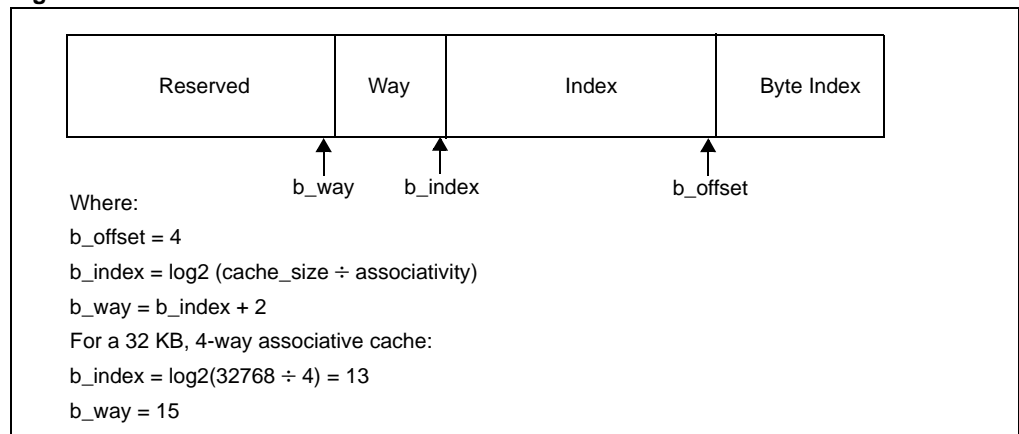 Reserved Way Index Byte Index
b_way b_index b_offset
Where:
b_offset = 4
b_index = log2 (cache_size ÷ associativity)
b_way = b_index + 2
For a 32 KB, 4-way associative cache:
b_index = log2(32768 ÷ 4) = 13
b_way = 15